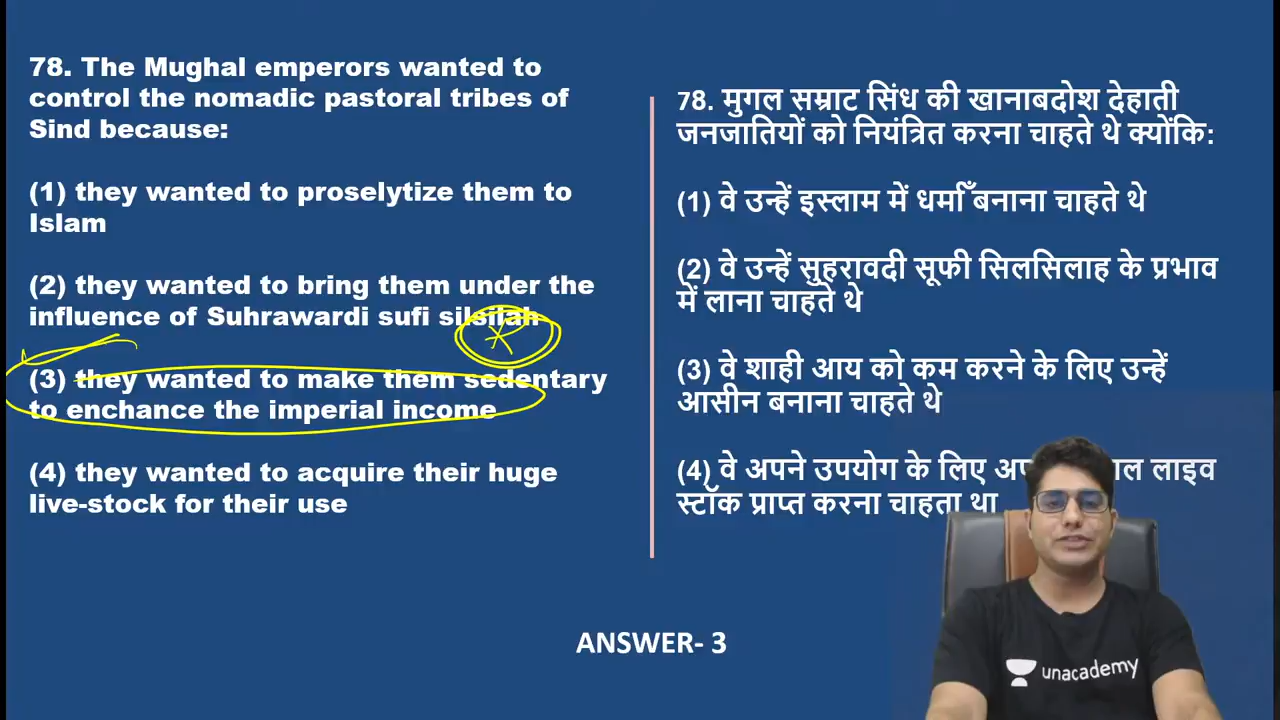 78. The Mughal emperors wanted to
control the nomadic pastoral tribes of
Sind because:
(1) they wanted to proselytize them to
Islam
(2) they wanted to bring them under the
influence of Suhrawardi sufi silsilah
(3) they wanted to make them sedentary
to enchance the imperial income
(4) they wanted to acquire their huge
live-stock for their use
78. मुगल सम्राट सिंध की खानाबदोश देहाती
जनजातियों को नियंत्रित करना चाहते थे क्योंकि:
(1) वे उन्हें इस्लाम में धर्मांँ बनाना चाहते थे
(2) वे उन्हें सुहरावदी सूफी सिलसिलाह के प्रभाव
में लाना चाहते थे
(3) वे शाही आय को कम करने के लिए उन्हें
आसीन बनाना चाहते थे
(4) वे अपने उपयोग के लिए लाइव
स्टॉक प्राप्त करना चाहता था
ANSWER- 3
unacademy